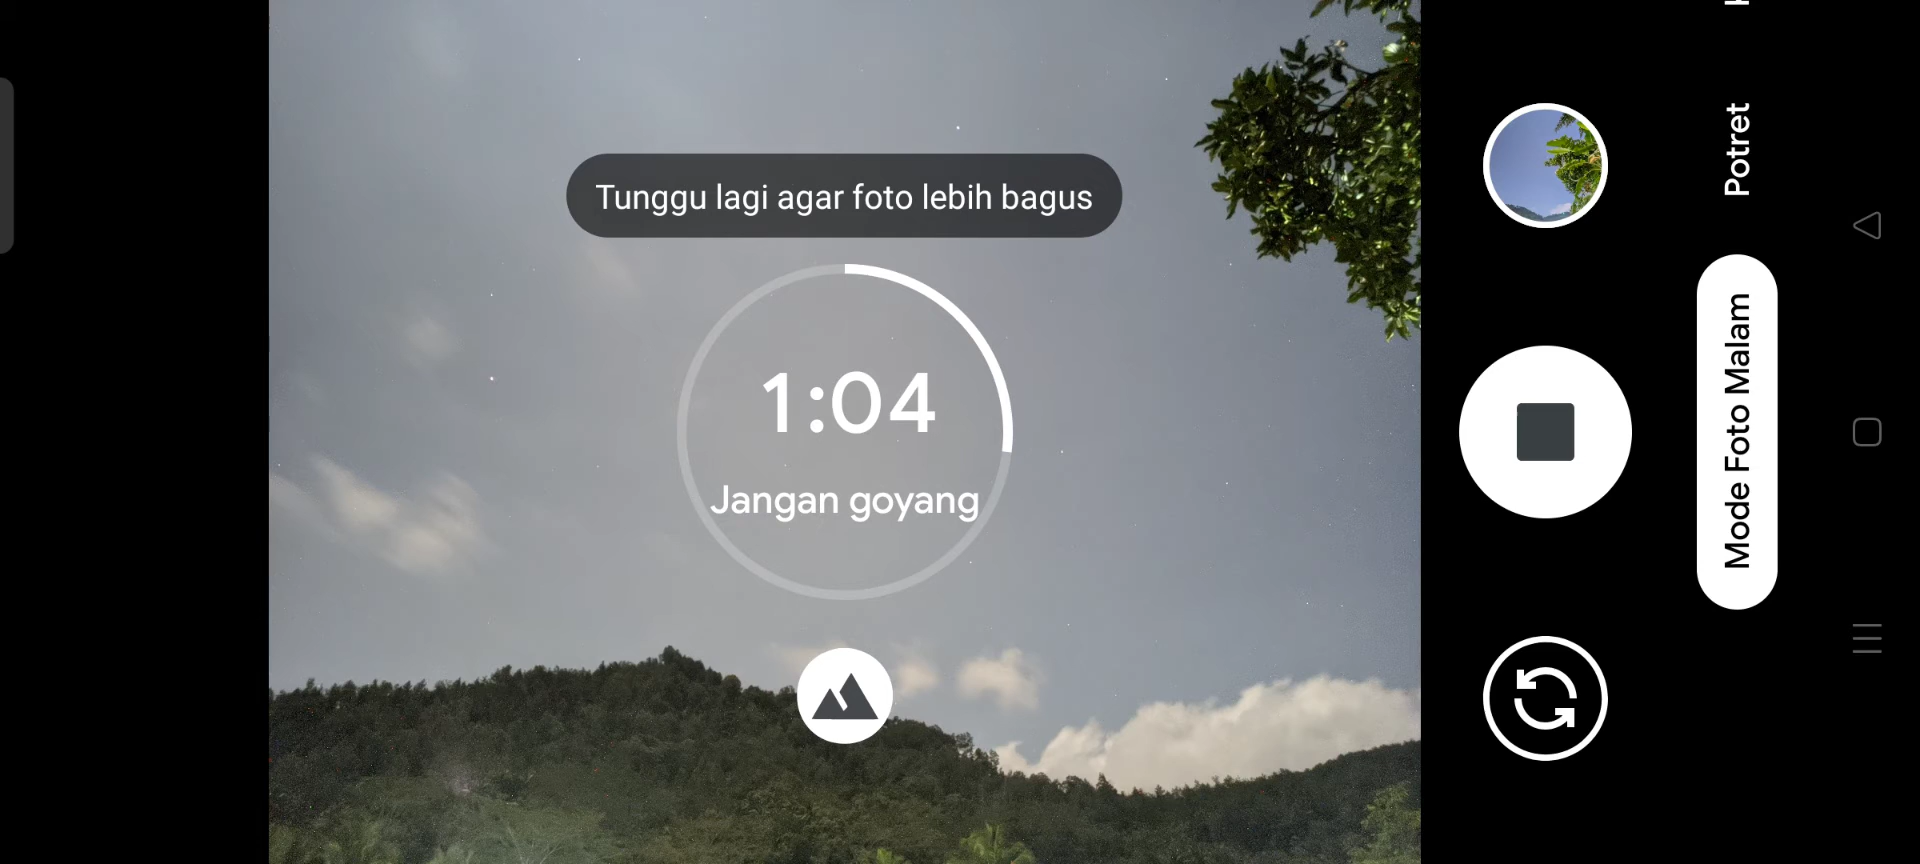 Tunggu lagi agar foto lebih bagus
1:04
Jangan goyang
Potret
Mode Foto Malam